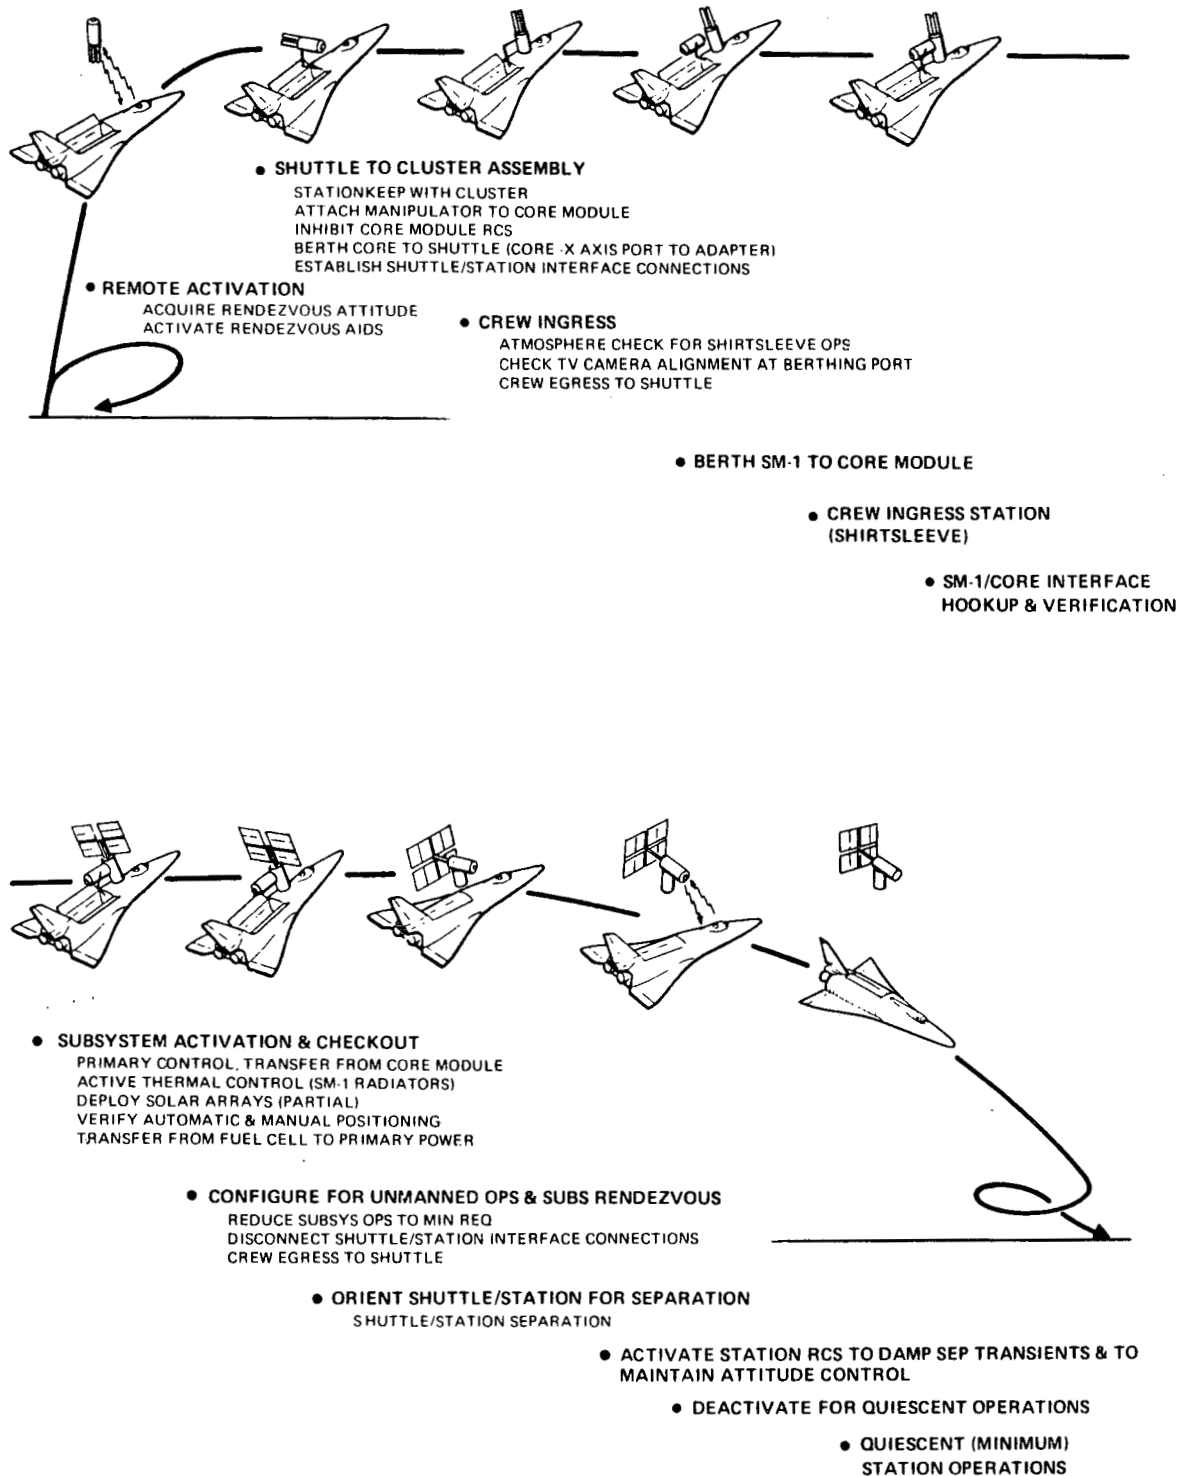 ● SHUTTLE TO CLUSTER ASSEMBLY
STATIONKEEP WITH CLUSTER
ATTACH MANIPULATOR TO CORE MODULE
INHIBIT CORE MODULE RCS
BERTH CORE TO SHUTTLE (CORE -X AXIS PORT TO ADAPTER)
ESTABLISH SHUTTLE/STATION INTERFACE CONNECTIONS
● REMOTE ACTIVATION
ACQUIRE RENDEZVOUS ATTITUDE
ACTIVATE RENDEZVOUS AIDS
● CREW INGRESS
ATMOSPHERE CHECK FOR SHIRTSLEEVE OPS
CHECK TV CAMERA ALIGNMENT AT BERTHING PORT
CREW EGRESS TO SHUTTLE
● BERTH SM-1 TO CORE MODULE
● CREW INGRESS STATION
(SHIRTSLEEVE)
● SM-1/CORE INTERFACE
HOOKUP & VERIFICATION
● SUBSYSTEM ACTIVATION & CHECKOUT
PRIMARY CONTROL, TRANSFER FROM CORE MODULE
ACTIVE THERMAL CONTROL (SM-1 RADIATORS)
DEPLOY SOLAR ARRAYS (PARTIAL)
VERIFY AUTOMATIC & MANUAL POSITIONING
TRANSFER FROM FUEL CELL TO PRIMARY POWER
● CONFIGURE FOR UNMANNED OPS & SUBS RENDEZVOUS
REDUCE SUBSYS OPS TO MIN REQ
DISCONNECT SHUTTLE/STATION INTERFACE CONNECTIONS
CREW EGRESS TO SHUTTLE
● ORIENT SHUTTLE/STATION FOR SEPARATION
SHUTTLE/STATION SEPARATION
● ACTIVATE STATION RCS TO DAMP SEP TRANSIENTS & TO
MAINTAIN ATTITUDE CONTROL
● DEACTIVATE FOR QUIESCENT OPERATIONS
● QUIESCENT (MINIMUM)
STATION OPERATIONS